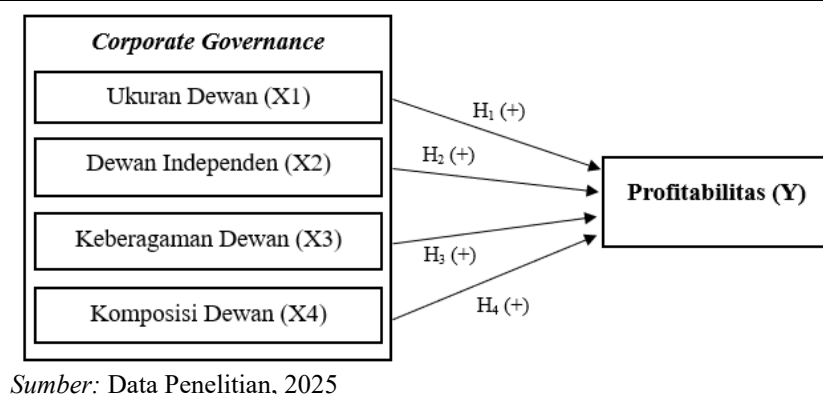 Corporate Governance
Ukuran Dewan (X1)
Dewan Independen (X2)
Keberagaman Dewan (X3)
Komposisi Dewan (X4)
H₁ (+)
H₂ (+)
H₃ (+)
H₄ (+)
Profitabilitas (Y)
Sumber: Data Penelitian, 2025